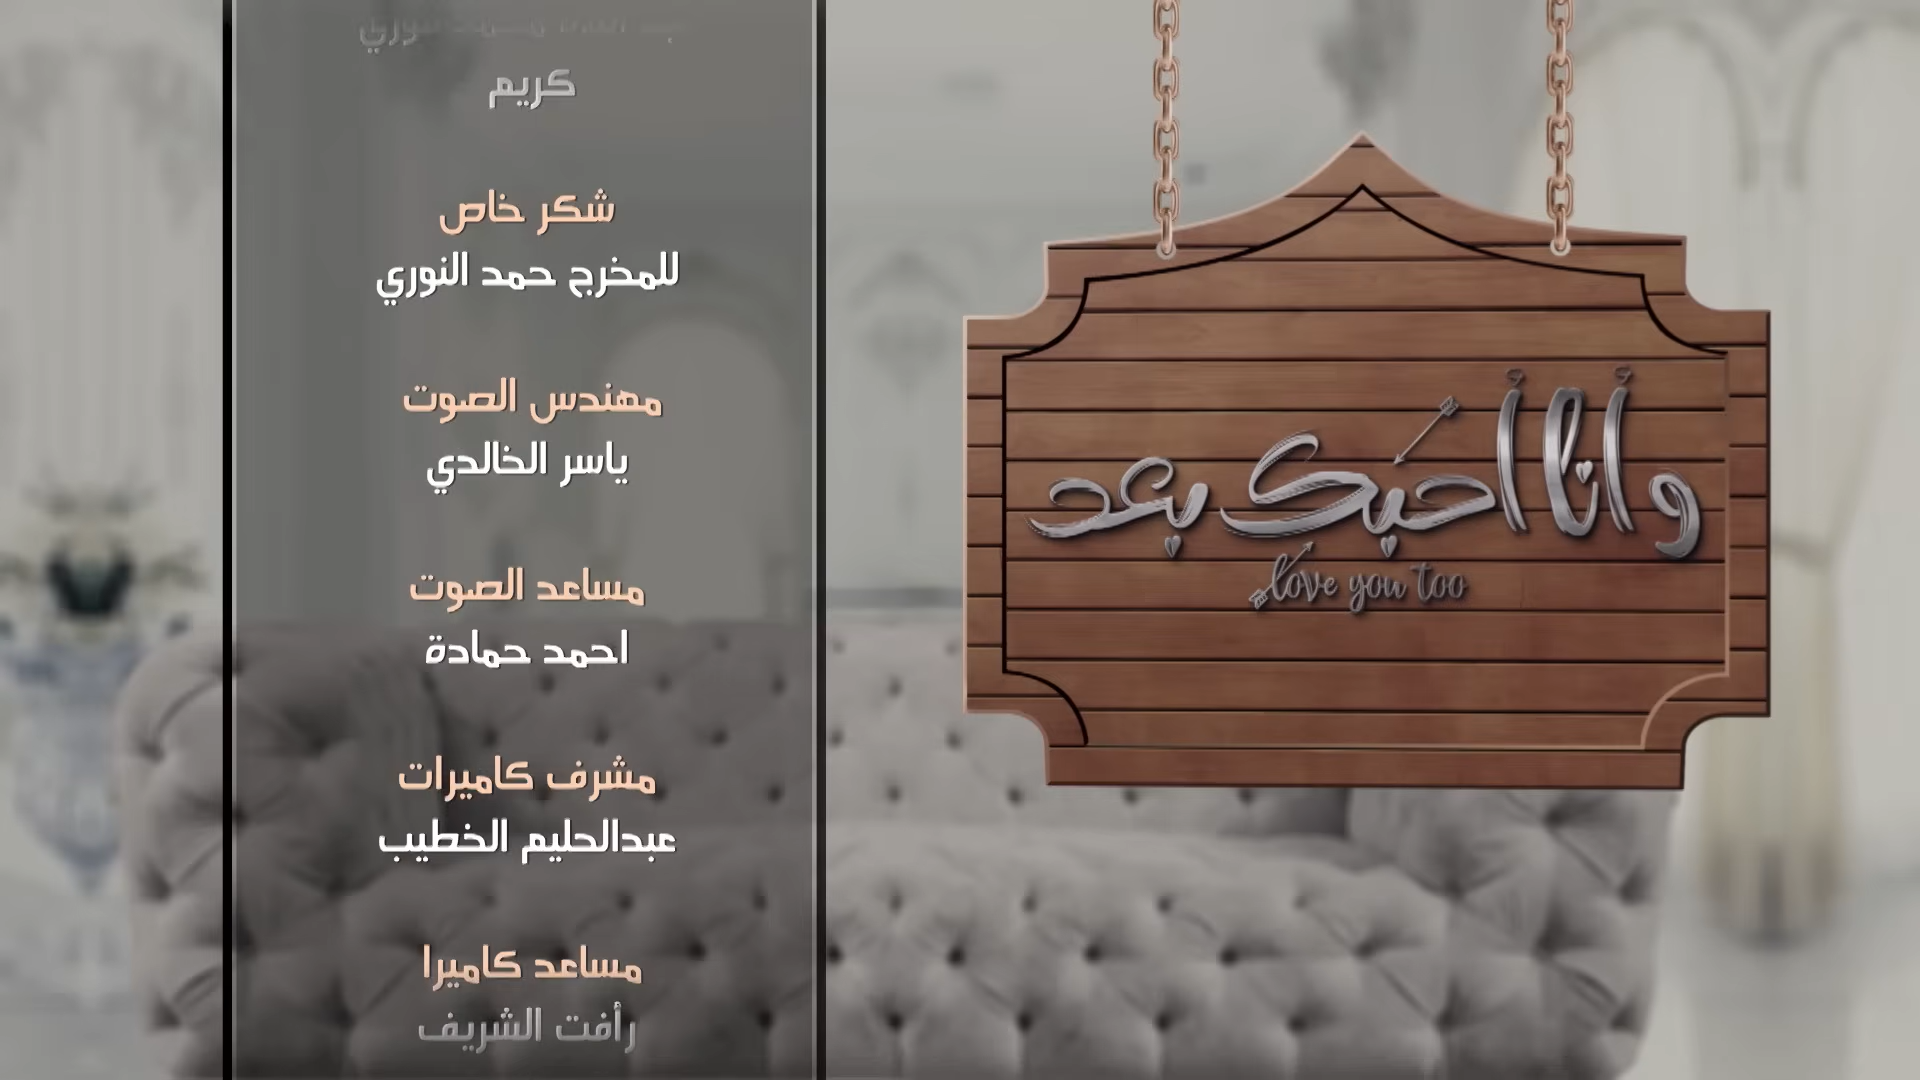 كريم
شكر خاص
للمخرج حمد النوري
مهندس الصوت
ياسر الخالدي
مساعد الصوت
احمد حمادة
مشرف كاميرات
عبدالحليم الخطيب
مساعد كاميرا
رأفت الشريف
وأنا أحبك بعد
love you too